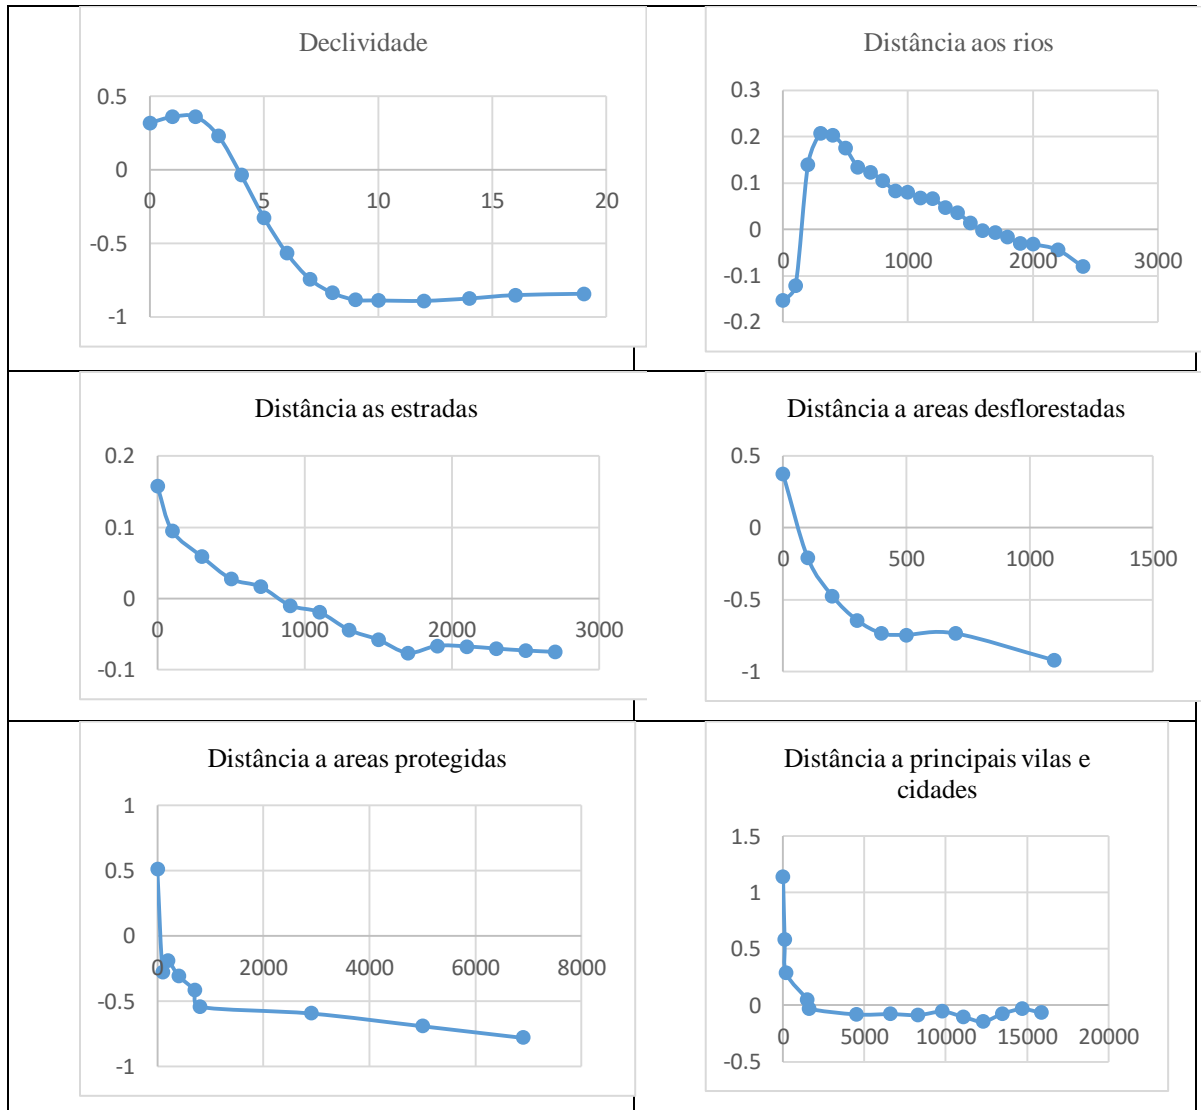 Declividade
0.5
0
-0.5
-1
0 5 10 15 20
Distância aos rios
0.3
0.2
0.1
0
-0.1
-0.2
0 1000 2000 3000
Distância as estradas
0.2
0.1
0
-0.1
0 1000 2000 3000
Distância a areas desflorestadas
0.5
0
-0.5
-1
0 500 1000 1500
Distância a areas protegidas
1
0.5
0
-0.5
-1
0 2000 4000 6000 8000
Distância a principais vilas e
cidades
1.5
1
0.5
0
-0.5
0 5000 10000 15000 20000